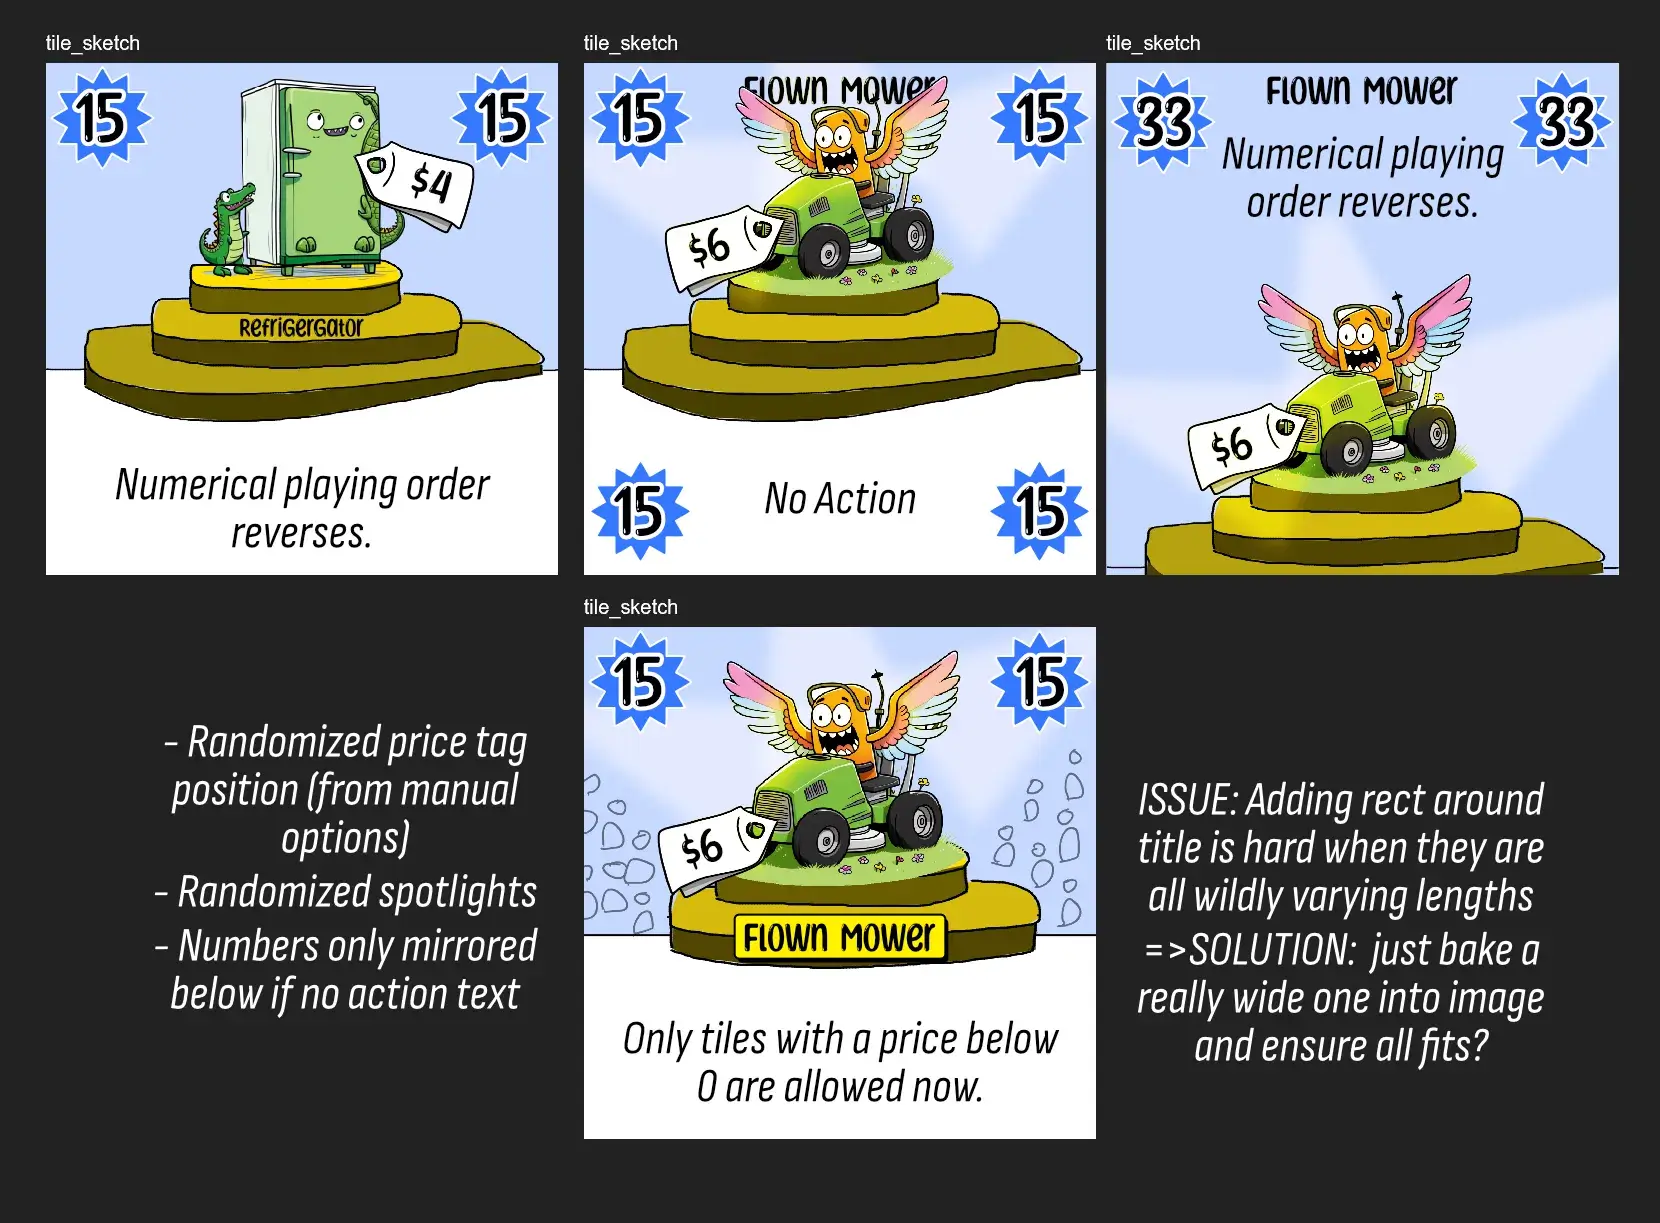 tile_sketch
15
15
$4
Refrigergator
Numerical playing order
reverses.
tile_sketch
15
Flown Mower
15
$6
15
No Action
15
tile_sketch
33
Flown Mower
33
Numerical playing
order reverses.
$6
- Randomized price tag
position (from manual
options)
- Randomized spotlights
- Numbers only mirrored
below if no action text
tile_sketch
15
15
$6
Flown Mower
Only tiles with a price below
0 are allowed now.
ISSUE: Adding rect around
title is hard when they are
all wildly varying lengths
=>SOLUTION: just bake a
really wide one into image
and ensure all fits?